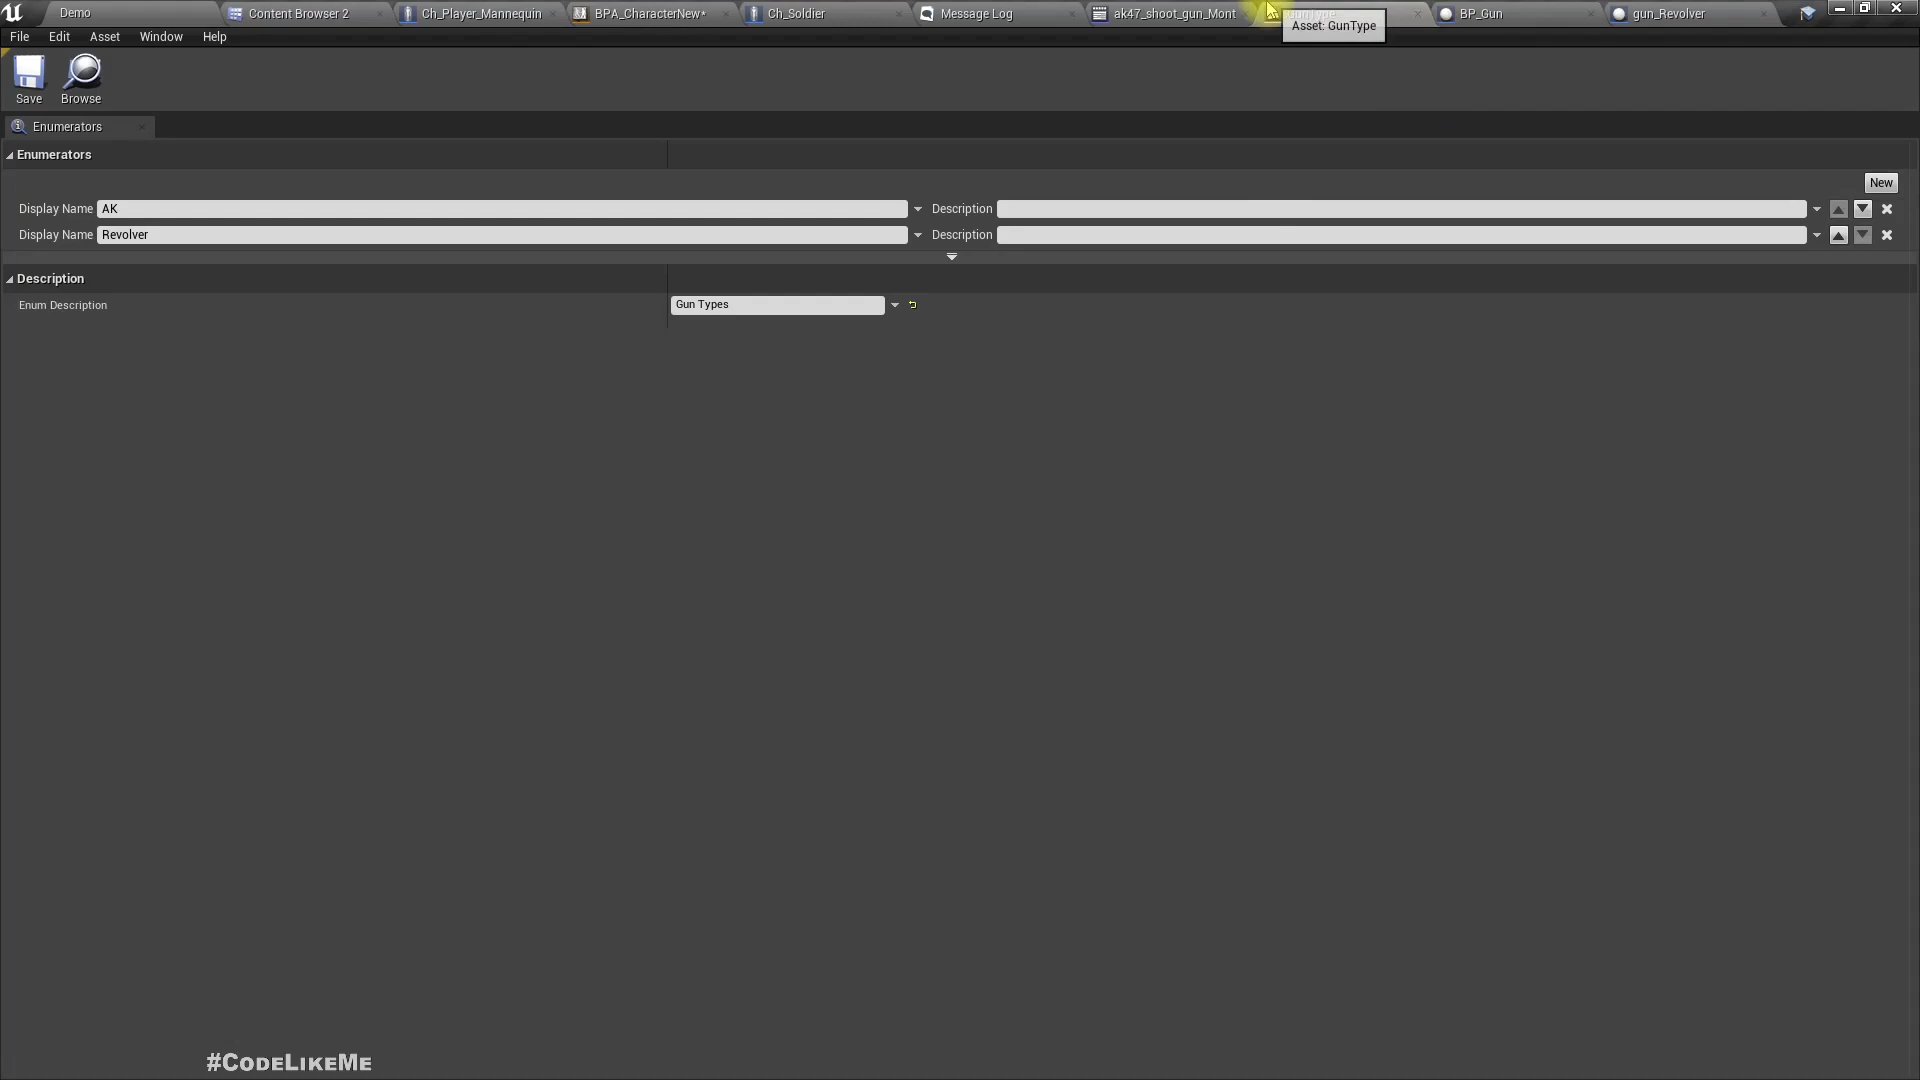 Demo
Content Browser 2
Ch_Player_Mannequin
BPA_CharacterNew*
Ch_Soldier
Message Log
ak47_shoot_gun_Mont
GunType
BP_Gun
gun_Revolver
Asset: GunType
File Edit Asset Window Help
Save Browse
Enumerators
Enumerators
New
Display Name AK Description
Display Name Revolver Description
Description
Enum Description Gun Types
#CodeLikeMe